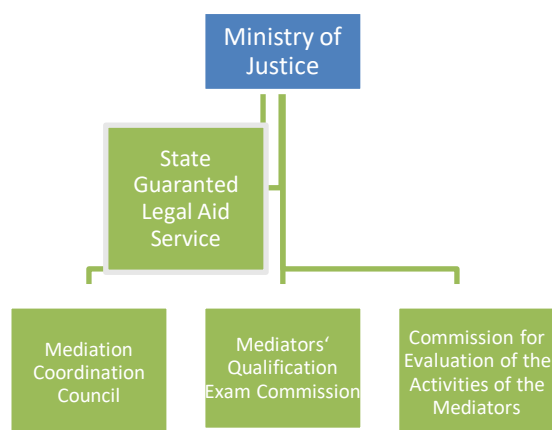 Ministry of
Justice
State
Guaranted
Legal Aid
Service
Mediation
Coordination
Council
Mediators‘
Qualification
Exam Commission
Commission for
Evaluation of the
Activities of the
Mediators